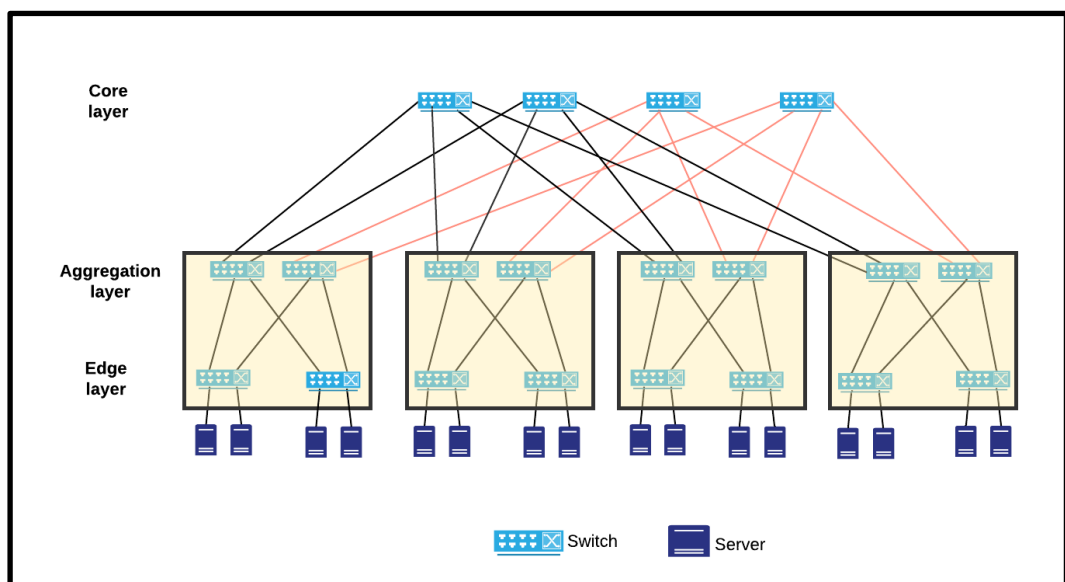 Core
layer
Aggregation
layer
Edge
layer
Switch
Server